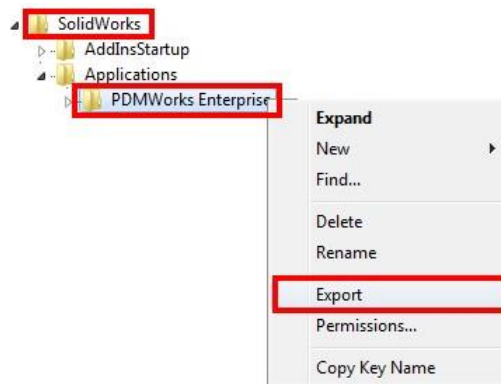 SolidWorks
AddInsStartup
Applications
PDMWorks Enterprise
Expand
New
Find...
Delete
Rename
Export
Permissions...
Copy Key Name